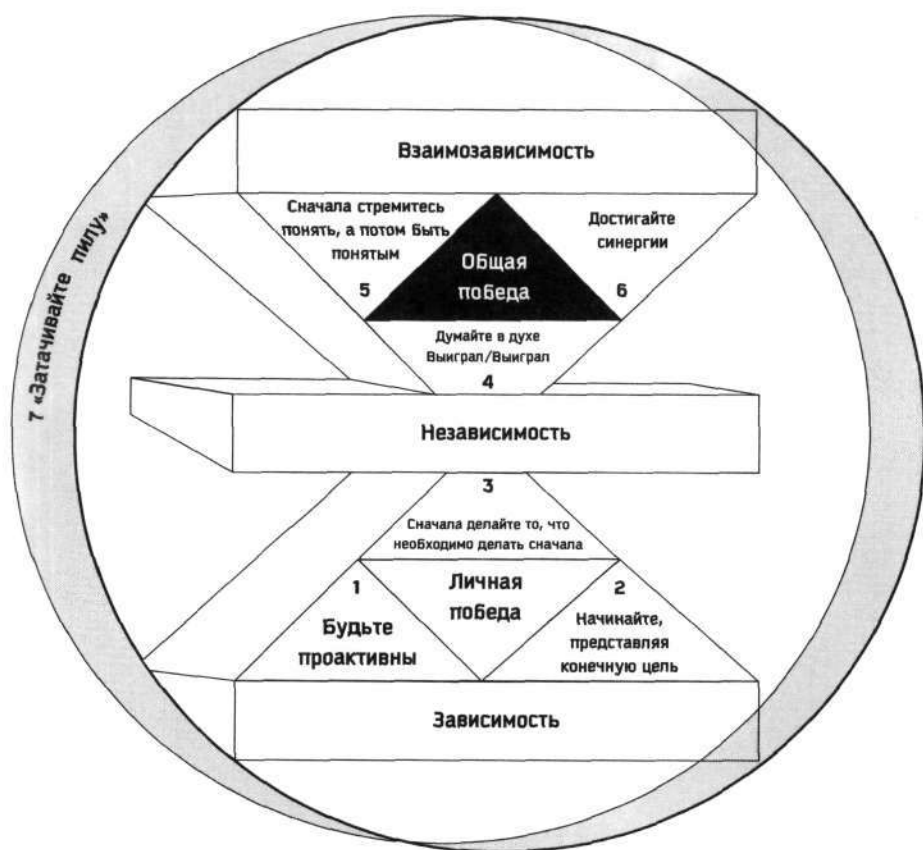 Взаимозависимость
Сначала стремитесь
понять, а потом быть
понятым
5
Общая
победа
Достигайте
синергии
6
Думайте в духе
Выиграл/Выиграл
4
7 «Затачивайте пилу»
Независимость
3
Сначала делайте то, что
необходимо делать сначала
1
Будьте
проактивны
Личная
победа
2
Начинайте,
представляя
конечную цель
Зависимость